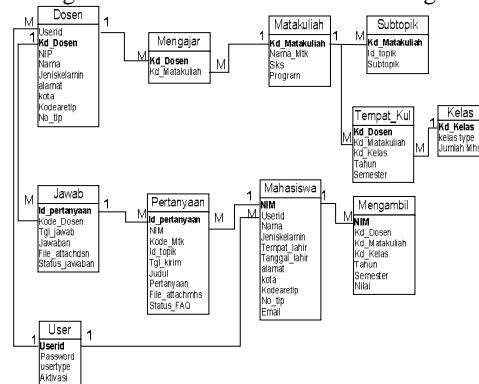 Dosen
Userid
Kd_Dosen
NIP
Nama
Jeniskelamin
alamat
kota
Kodearetlp
No_tlp
Mengajar
Kd_Dosen
Kd_Matakuliah
Matakuliah
Kd_Matakuliah
Nama_Mtk
Sks
Program
Subtopik
Kd_Matakuliah
Id_topik
Subtopik
Tempat_Kul
Kd_Dosen
Kd_Matakuliah
Kd_Kelas
Tahun
Semester
Kelas
Kd_Kelas
kelas type
Jumlah Mhs
Jawab
Id_pertanyaan
Kode_Dosen
Tgl_jawab
Jawaban
File_attachdsn
Status_jawaban
Pertanyaan
Id_pertanyaan
NIM
Kode_Mtk
Id_topik
Tgl_kirim
Judul
Pertanyaan
File_attachmhs
Status_FAQ
Mahasiswa
NIM
Userid
Nama
Jeniskelamin
Tempat_lahir
Tanggal_lahir
alamat
kota
Kodearetlp
No_tlp
Email
Mengambil
NIM
Kd_Dosen
Kd_Matakuliah
Kd_Kelas
Tahun
Semester
Nilai
User
Userid
Password
usertype
Aktivasi
M
1
1
M
M
1
1
M
M
M
1
M
1
M
M
1
M
1
M
1
1